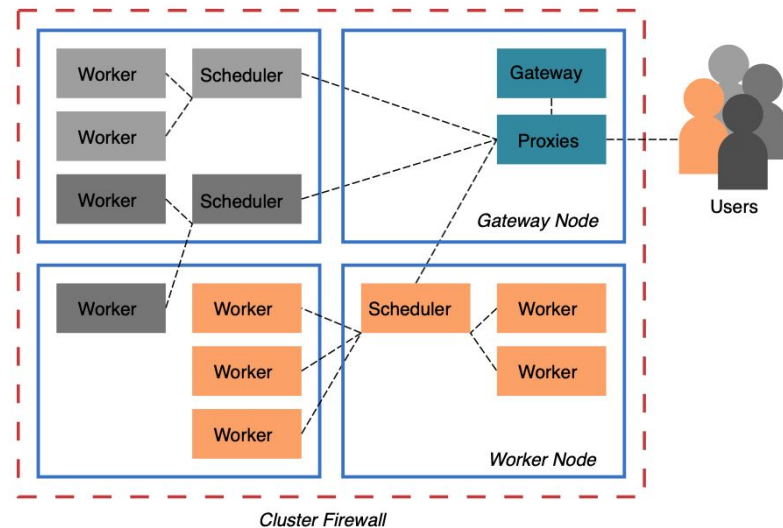 Worker
Scheduler
Worker
Worker
Scheduler
Gateway
Proxies
Gateway Node
Users
Worker
Worker
Worker
Worker
Scheduler
Worker
Worker
Worker Node
Cluster Firewall